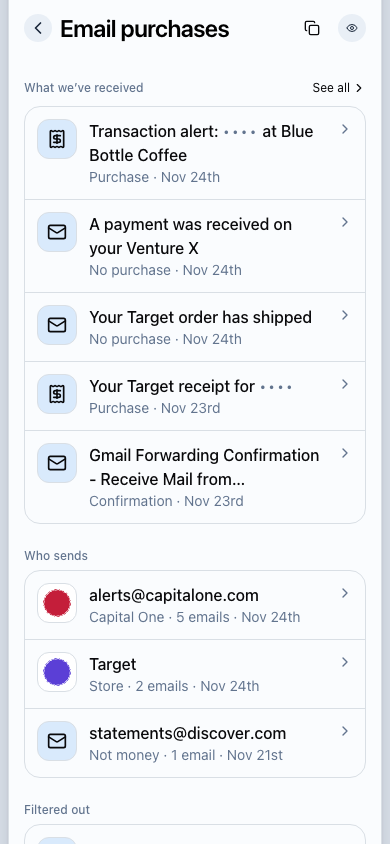 Email purchases
What we've received
See all
Transaction alert: •••• at Blue
Bottle Coffee
Purchase · Nov 24th
A payment was received on
your Venture X
No purchase · Nov 24th
Your Target order has shipped
No purchase · Nov 24th
Your Target receipt for ••••
Purchase · Nov 23rd
Gmail Forwarding Confirmation
- Receive Mail from...
Confirmation · Nov 23rd
Who sends
alerts@capitalone.com
Capital One · 5 emails · Nov 24th
Target
Store · 2 emails · Nov 24th
statements@discover.com
Not money · 1 email · Nov 21st
Filtered out